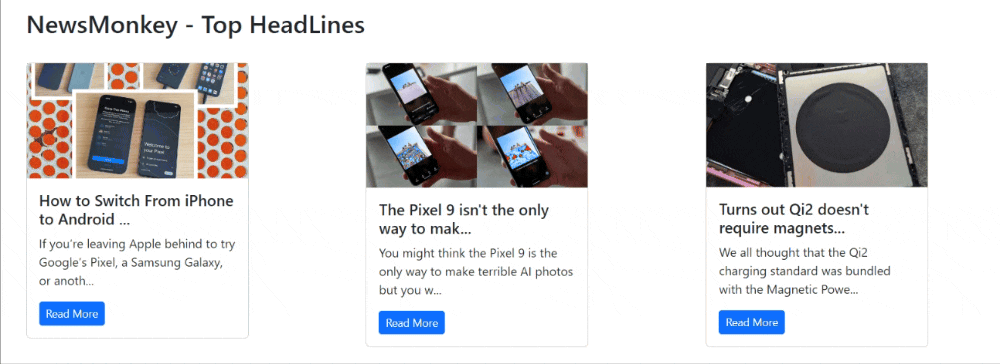 NewsMonkey - Top HeadLines
How to Switch From iPhone
to Android ...
If you're leaving Apple behind to try
Google's Pixel, a Samsung Galaxy,
or anoth...
Read More
The Pixel 9 isn't the only
way to mak...
You might think the Pixel 9 is the
only way to make terrible AI photos
but you w...
Read More
Turns out Qi2 doesn't
require magnets...
We all thought that the Qi2
charging standard was bundled
with the Magnetic Powe...
Read More